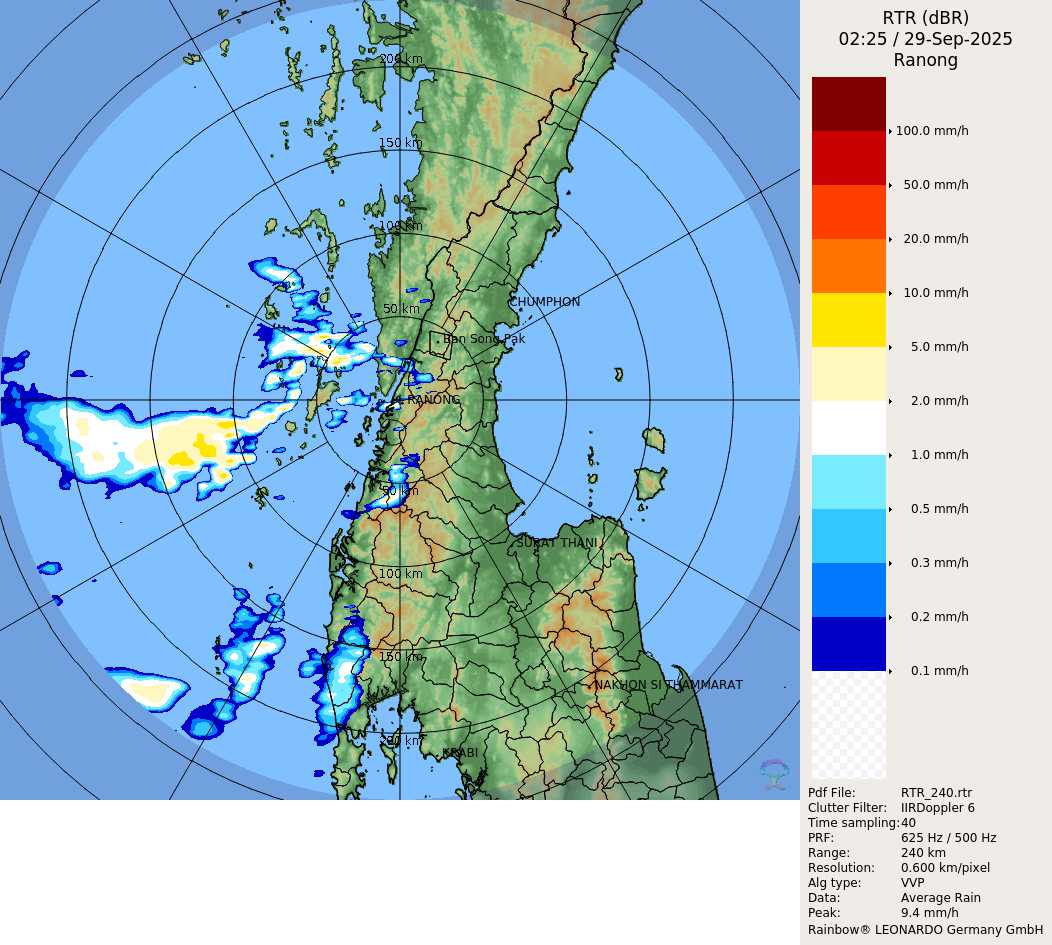 RTR (dBR)
02:25 / 29-Sep-2025
Ranong
200 km
150 km
100 km
50 km
CHUMPHON
Ban Song Pak
RANONG
50 km
SURAT THANI
100 km
150 km
NAKHON SI THAMMARAT
200 km
KRABI
100.0 mm/h
50.0 mm/h
20.0 mm/h
10.0 mm/h
5.0 mm/h
2.0 mm/h
1.0 mm/h
0.5 mm/h
0.3 mm/h
0.2 mm/h
0.1 mm/h
Pdf File: RTR_240.rtr
Clutter Filter: IIRDoppler 6
Time sampling:40
PRF: 625 Hz / 500 Hz
Range: 240 km
Resolution: 0.600 km/pixel
Alg type: VVP
Data: Average Rain
Peak: 9.4 mm/h
Rainbow® LEONARDO Germany GmbH